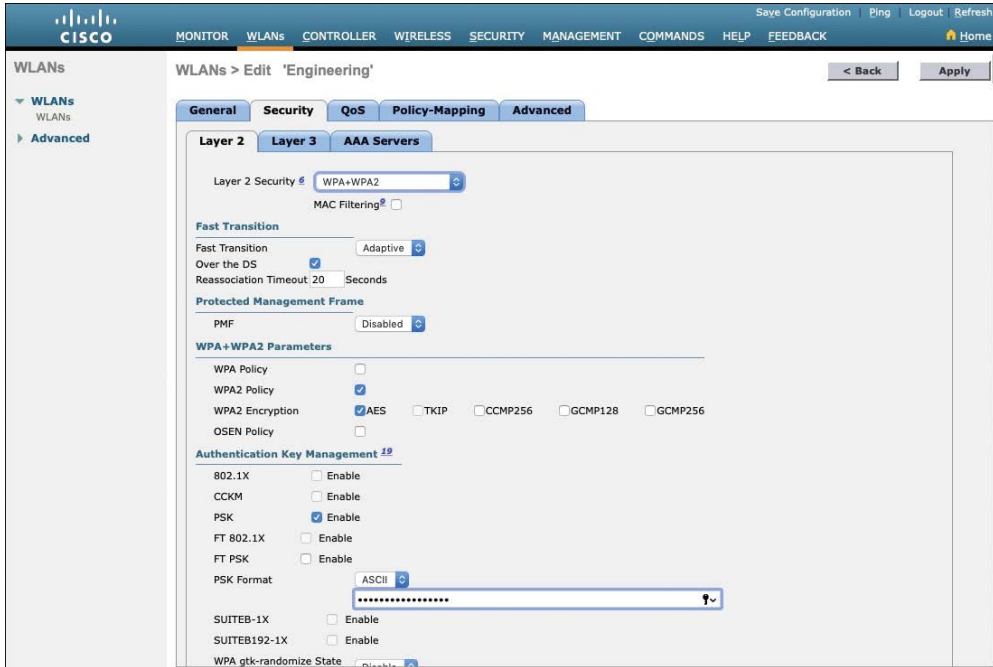 Save Configuration Ping Logout Refresh
CISCO MONITOR WLANs CONTROLLER WIRELESS SECURITY MANAGEMENT COMMANDS HELP FEEDBACK Home
WLANs
WLANs > Edit 'Engineering' < Back Apply
WLANs
WLANs
Advanced
General Security QoS Policy-Mapping Advanced
Layer 2 Layer 3 AAA Servers
Layer 2 Security 6 WPA+WPA2
MAC Filtering 9
Fast Transition
Fast Transition Adaptive
Over the DS
Reassociation Timeout 20 Seconds
Protected Management Frame
PMF Disabled
WPA+WPA2 Parameters
WPA Policy
WPA2 Policy
WPA2 Encryption AES TKIP CCMP256 GCMP128 GCMP256
OSEN Policy
Authentication Key Management 19
802.1X Enable
CCKM Enable
PSK Enable
FT 802.1X Enable
FT PSK Enable
PSK Format ASCII
•••••••••••••••••
SUITEB-1X Enable
SUITEB192-1X Enable
WPA gtk-randomize State Disable